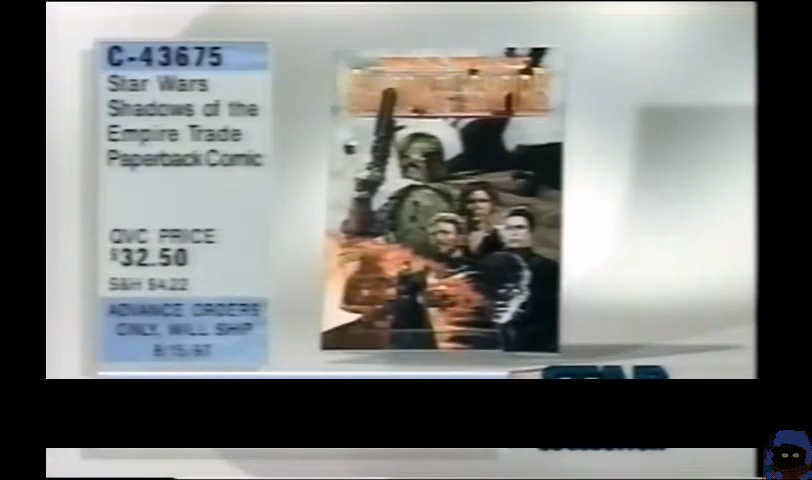 C-43675
Star Wars
Shadows of the
Empire Trade
Paperback Comic
QVC PRICE
$32.50
S&H $4.22
ADVANCE ORDERS
ONLY, WILL SHIP
8/15/97
STAR